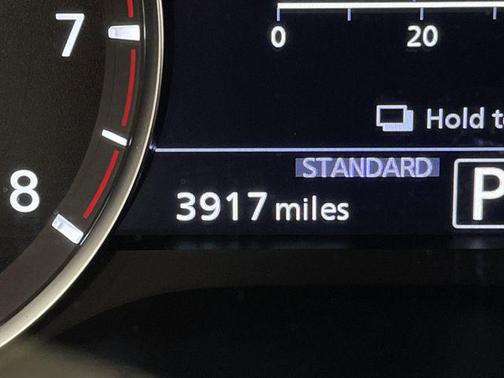 7
8
0 20
Hold t
STANDARD
3917 miles
P